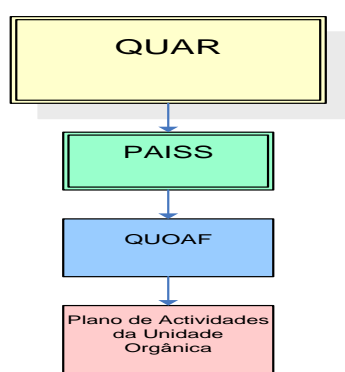 QUAR
PAISS
QUOAF
Plano de Actividades
da Unidade
Orgânica